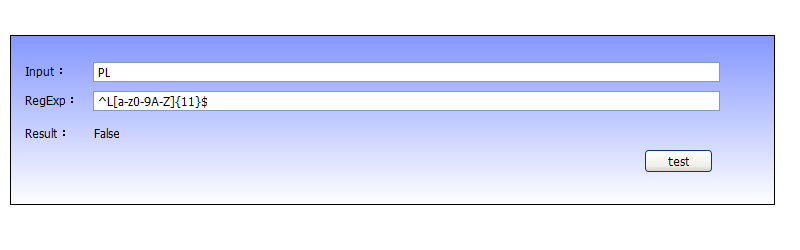 Input： PL
RegExp： ^L[a-z0-9A-Z]{11}$
Result： False
test